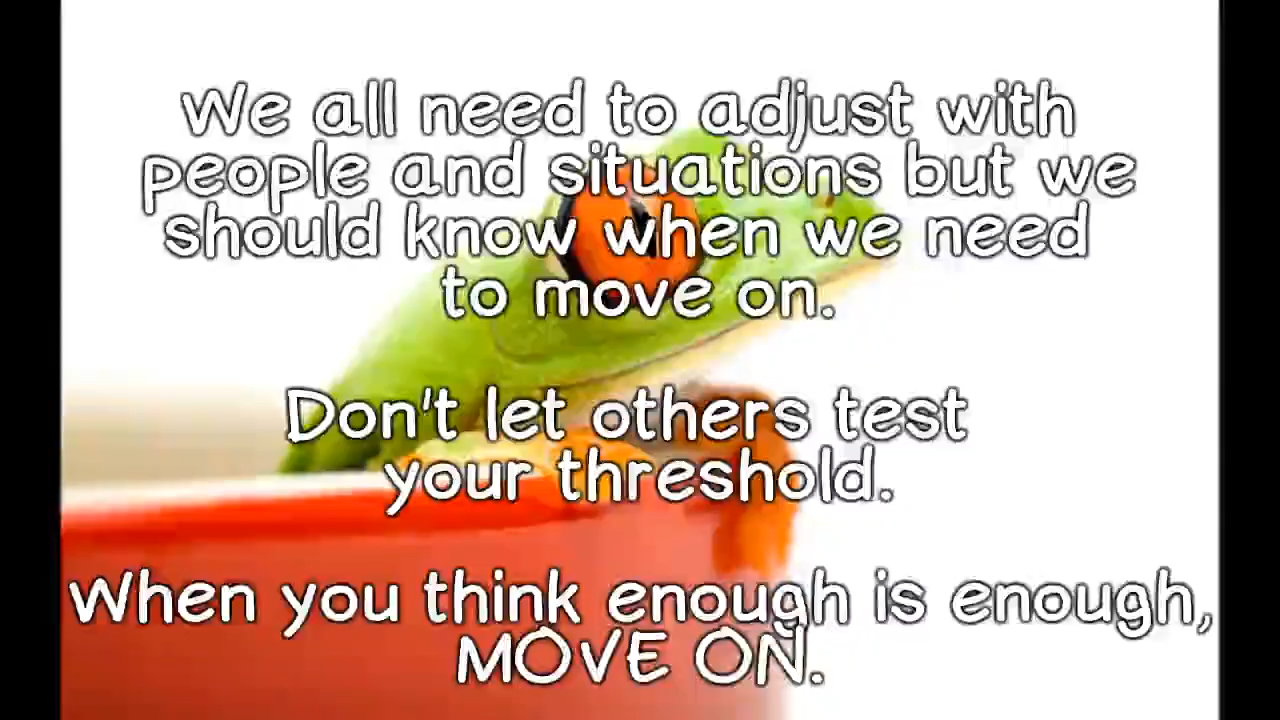 We all need to adjust with
people and situations but we
should know when we need
to move on.
Don't let others test
your threshold.
When you think enough is enough,
MOVE ON.